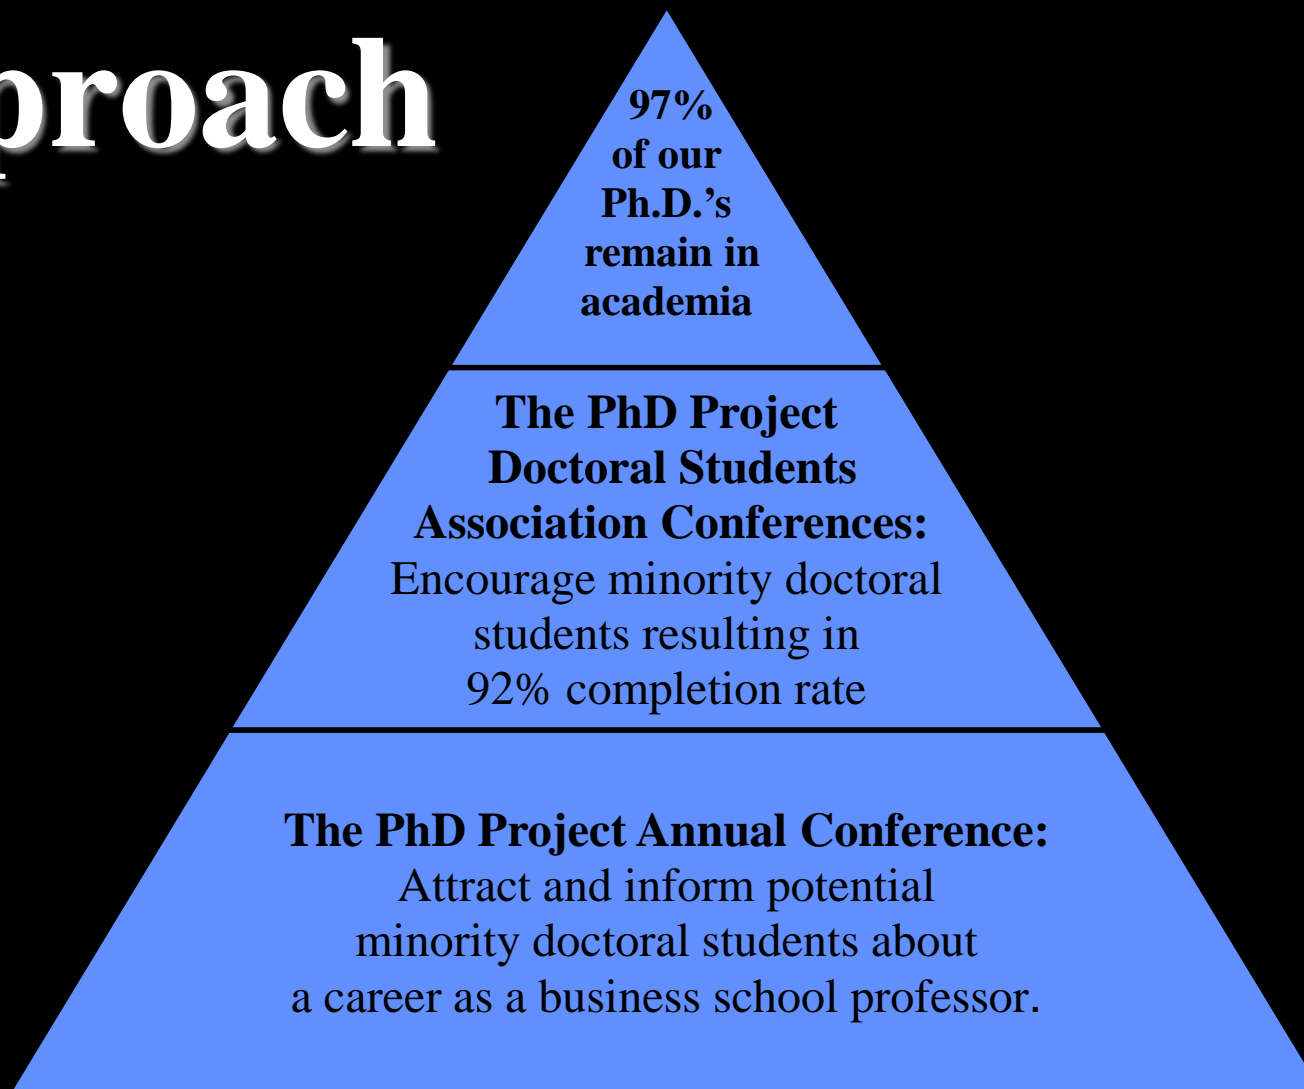 proach
97%
of our
Ph.D.’s
remain in
academia
The PhD Project
Doctoral Students
Association Conferences:
Encourage minority doctoral
students resulting in
92% completion rate
The PhD Project Annual Conference:
Attract and inform potential
minority doctoral students about
a career as a business school professor.